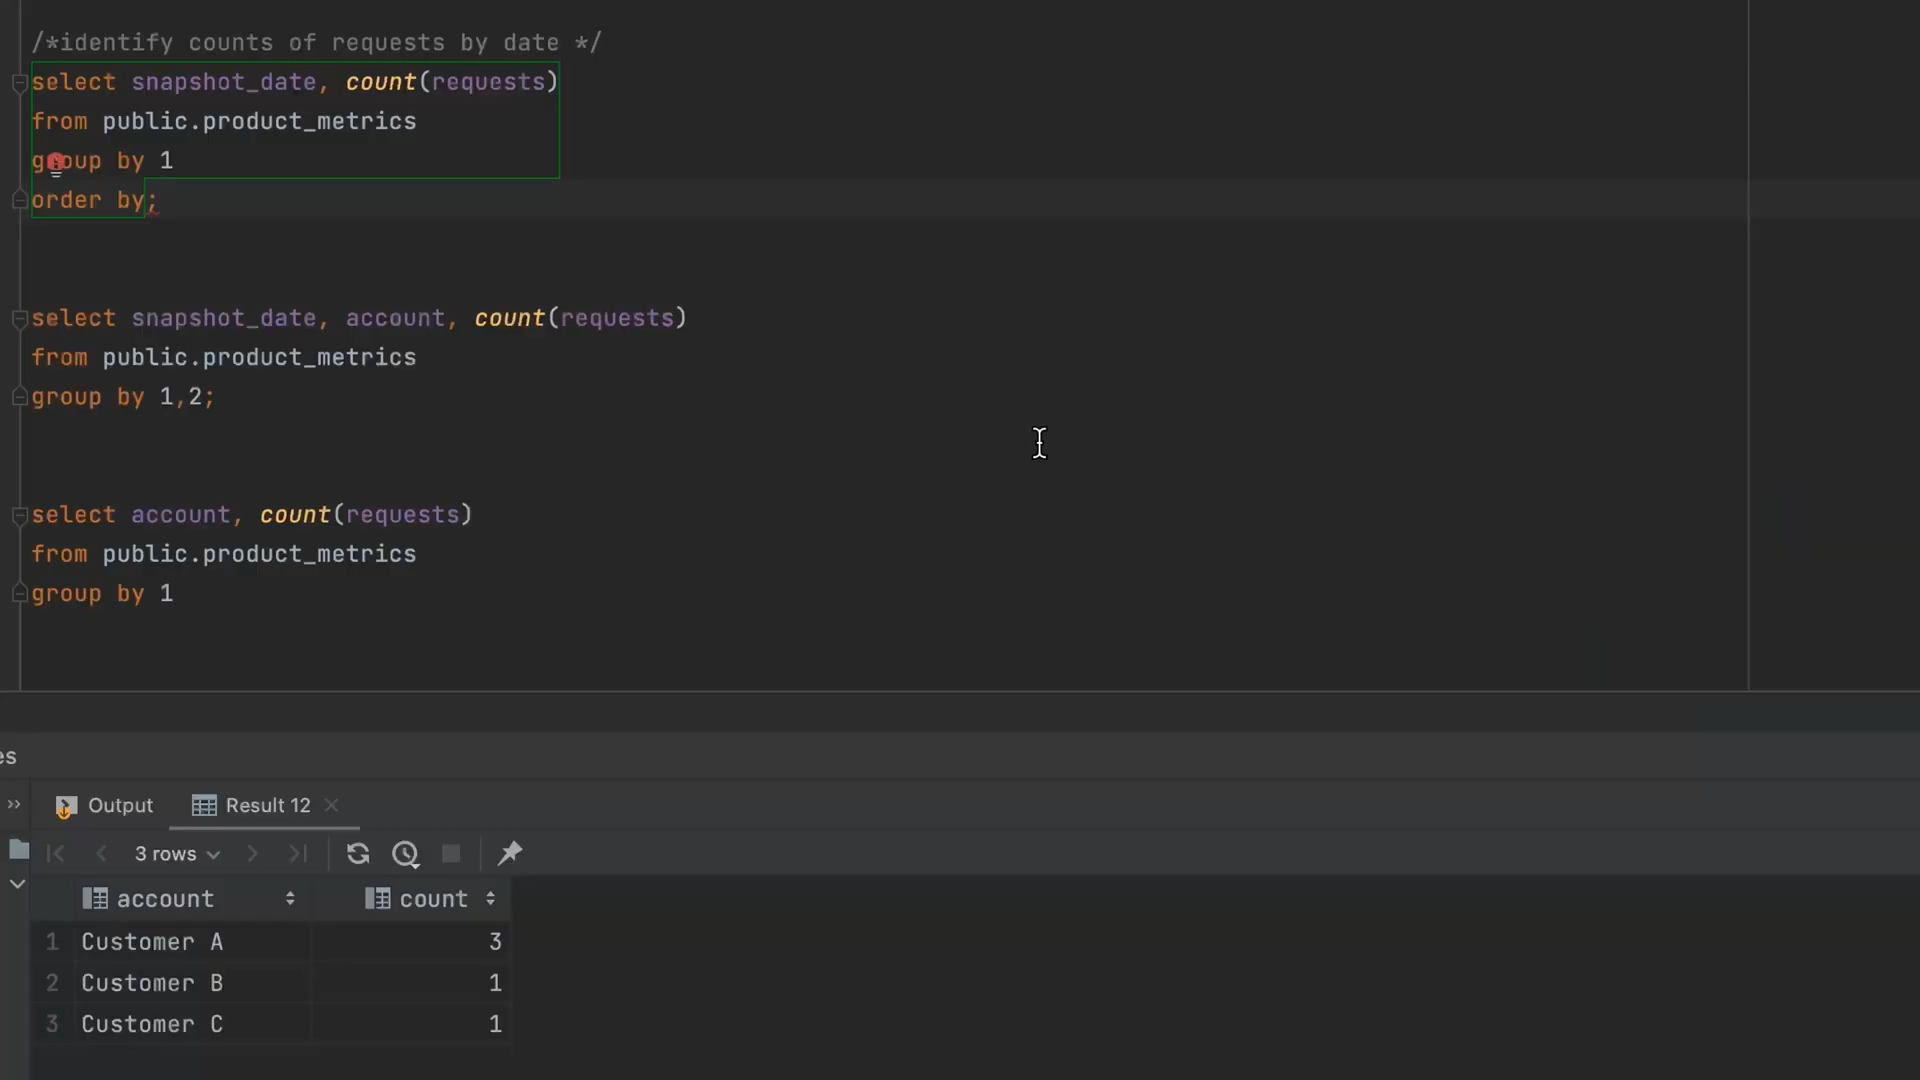 /*identify counts of requests by date */
select snapshot_date, count(requests)
from public.product_metrics
group by 1
order by;
select snapshot_date, account, count(requests)
from public.product_metrics
group by 1,2;
select account, count(requests)
from public.product_metrics
group by 1
es
Output Result 12
3 rows
account count
1 Customer A 3
2 Customer B 1
3 Customer C 1